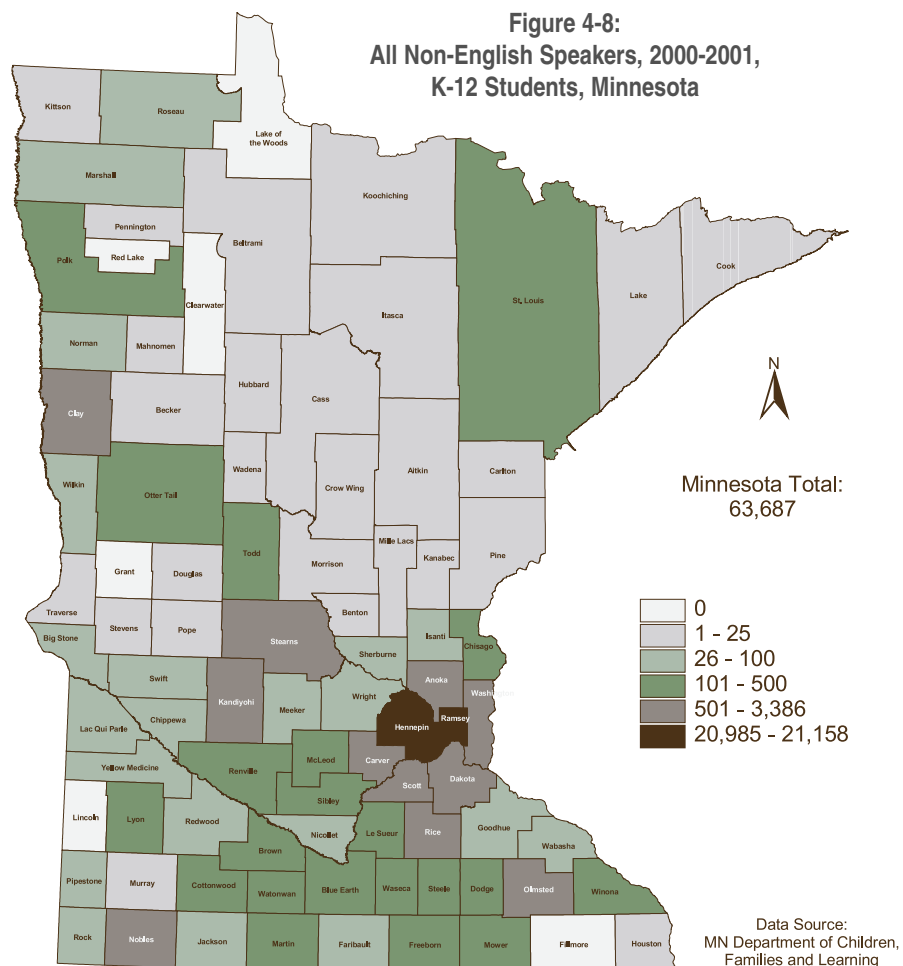 Figure 4-8:
All Non-English Speakers, 2000-2001,
K-12 Students, Minnesota
Kittson
Roseau
Lake of
the Woods
Marshall
Koochiching
Pennington
Beltrami
Red Lake
Polk
Cook
Lake
St. Louis
Clearwater
Itasca
Norman
Mahnomen
Hubbard
Cass
Clay
Becker
N
Wadena
Aitkin
Carlton
Wilkin
Crow Wing
Otter Tail
Minnesota Total:
63,687
Mille Lacs
Todd
Kanabec
Pine
Morrison
Grant
Douglas
Traverse
Benton
Stevens
Pope
Big Stone
Stearns
Isanti
Chisago
Sherburne
Swift
Anoka
Kandiyohi
Meeker
Wright
Chippewa
Ramsey
Lac Qui Parle
Hennepin
0
1 - 25
26 - 100
101 - 500
501 - 3,386
20,985 - 21,158
Yellow Medicine
Renville
McLeod
Carver
Dakota
Scott
Sibley
Lincoln
Lyon
Redwood
Nicollet
Le Sueur
Rice
Goodhue
Wabasha
Brown
Pipestone
Murray
Cottonwood
Watonwan
Blue Earth
Waseca
Steele
Dodge
Olmsted
Winona
Rock
Nobles
Jackson
Martin
Faribault
Freeborn
Mower
Fillmore
Houston
Data Source:
MN Department of Children,
Families and Learning